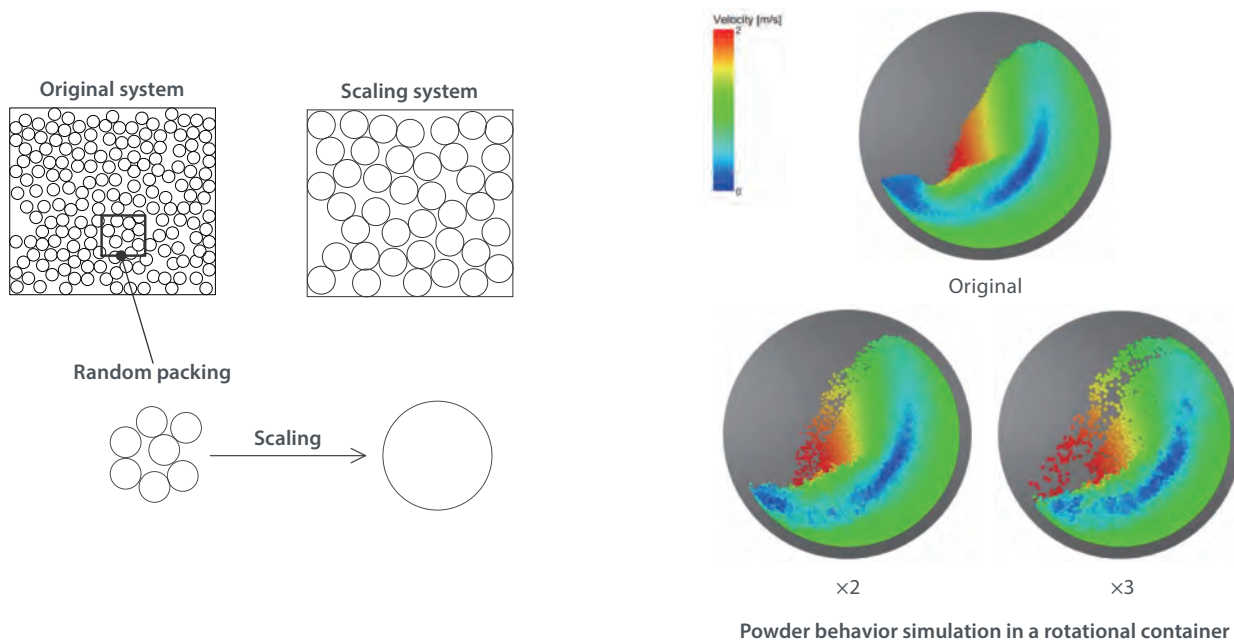 Original system
Scaling system
Random packing
Scaling
Velocity [m/s]
2
0
Original
×2
×3
Powder behavior simulation in a rotational container